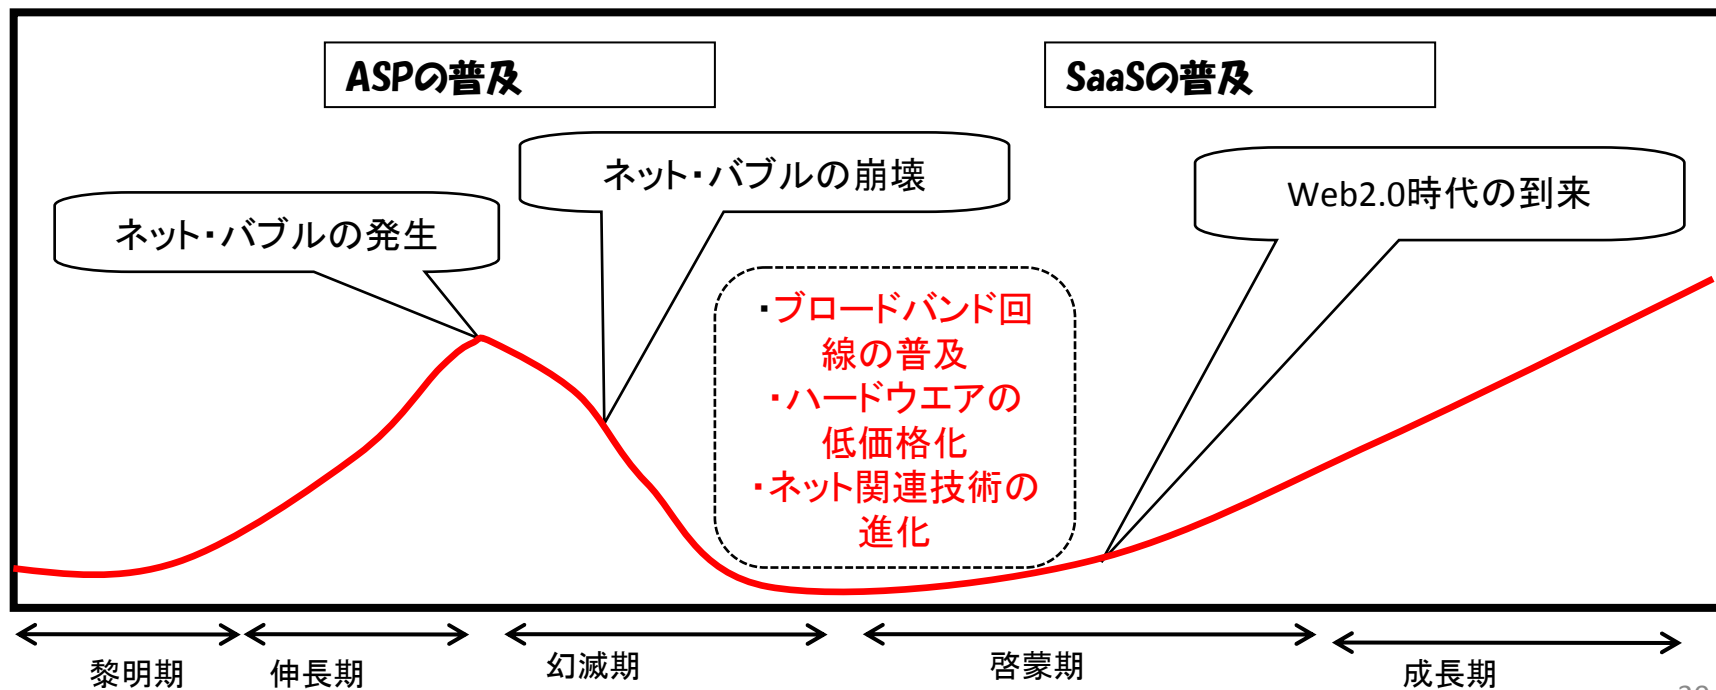 ASPの普及
SaaSの普及
ネット・バブルの崩壊
Web2.0時代の到来
ネット・バブルの発生
・ブロードバンド回
線の普及
・ハードウエアの
低価格化
・ネット関連技術の
進化
黎明期
伸長期
幻滅期
啓蒙期
成長期